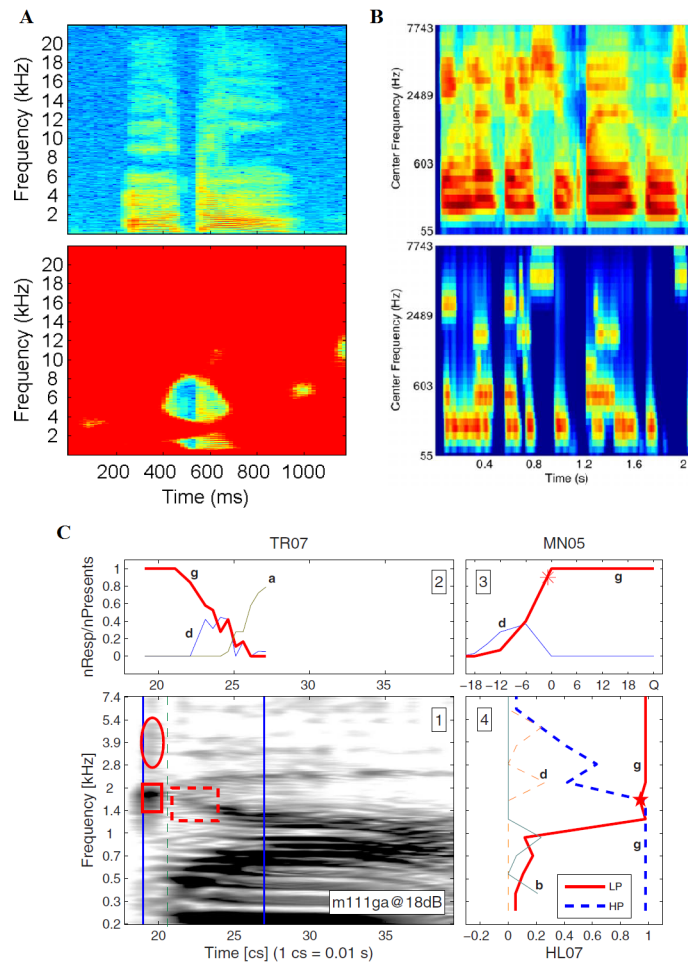 A
B
Frequency (kHz)
20
18
16
14
12
10
8
6
4
2
Center Frequency (Hz)
7743
2489
603
55
Frequency (kHz)
20
18
16
14
12
10
8
6
4
2
200 400 600 800 1000
Time (ms)
Center Frequency (Hz)
7743
2489
603
55
0.4 0.8 1.2 1.6 2
Time (s)
C
TR07
MN05
nResp/nPresents
1
0.8
0.6
0.4
0.2
0
g
d
a
2
20 25 30 35
3
g
d
-18 -12 -6 0 6 12 18 Q
Frequency [kHz]
7.4
5.4
3.9
2.8
2
1.4
1
0.7
0.5
0.4
0.3
0.2
1
m111ga@18dB
20 25 30 35
Time [cs] (1 cs = 0.01 s)
4
d
g
g
b
LP
HP
-0.2 0 0.2 0.4 0.6 0.8 1
HL07